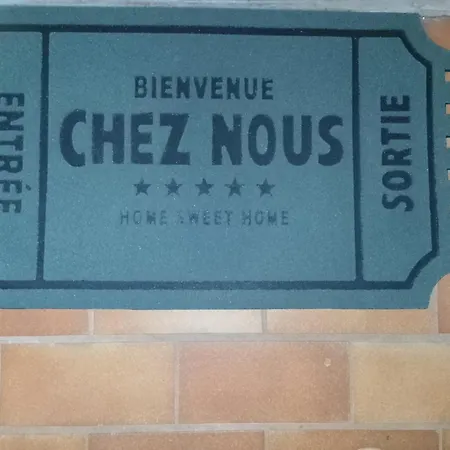 ENTRÉE
BIENVENUE
CHEZ NOUS
HOME SWEET HOME
SORTIE